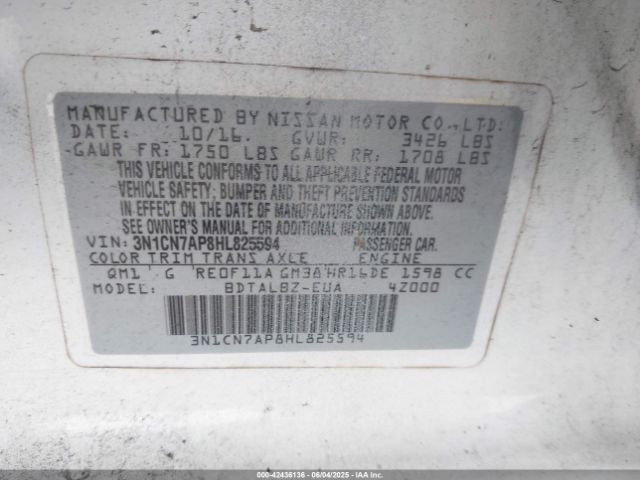 MANUFACTURED BY NISSAN MOTOR CO., LTD.
DATE: 10/16 GVWR: 3426 LBS
GAWR FR: 1750 LBS GAWR RR: 1708 LBS
THIS VEHICLE CONFORMS TO ALL APPLICABLE FEDERAL MOTOR
VEHICLE SAFETY, BUMPER AND THEFT PREVENTION STANDARDS
IN EFFECT ON THE DATE OF MANUFACTURE SHOWN ABOVE.
SEE OWNER'S MANUAL FOR ADDITIONAL INFORMATION.
VIN: 3N1CN7AP8HL825594 PASSENGER CAR.
COLOR TRIM TRANS AXLE ENGINE
QM1 G RE0F11A GM38 HR16DE 1598 CC
MODEL: BDTALBZ-EUA 4Z000
3N1CN7AP8HL825594
000-42436136 - 06/04/2025 - IAAI.COM